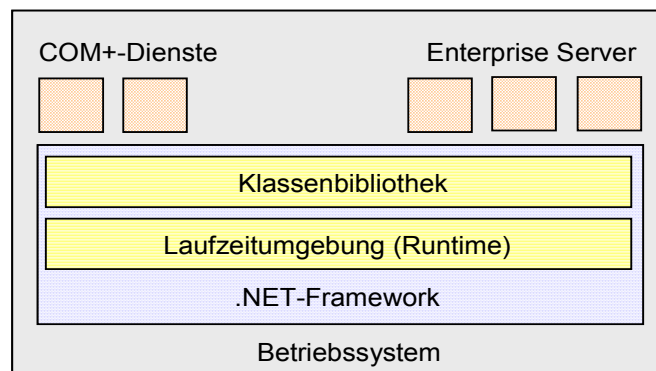 COM+-Dienste
Enterprise Server
Klassenbibliothek
Laufzeitumgebung (Runtime)
.NET-Framework
Betriebssystem